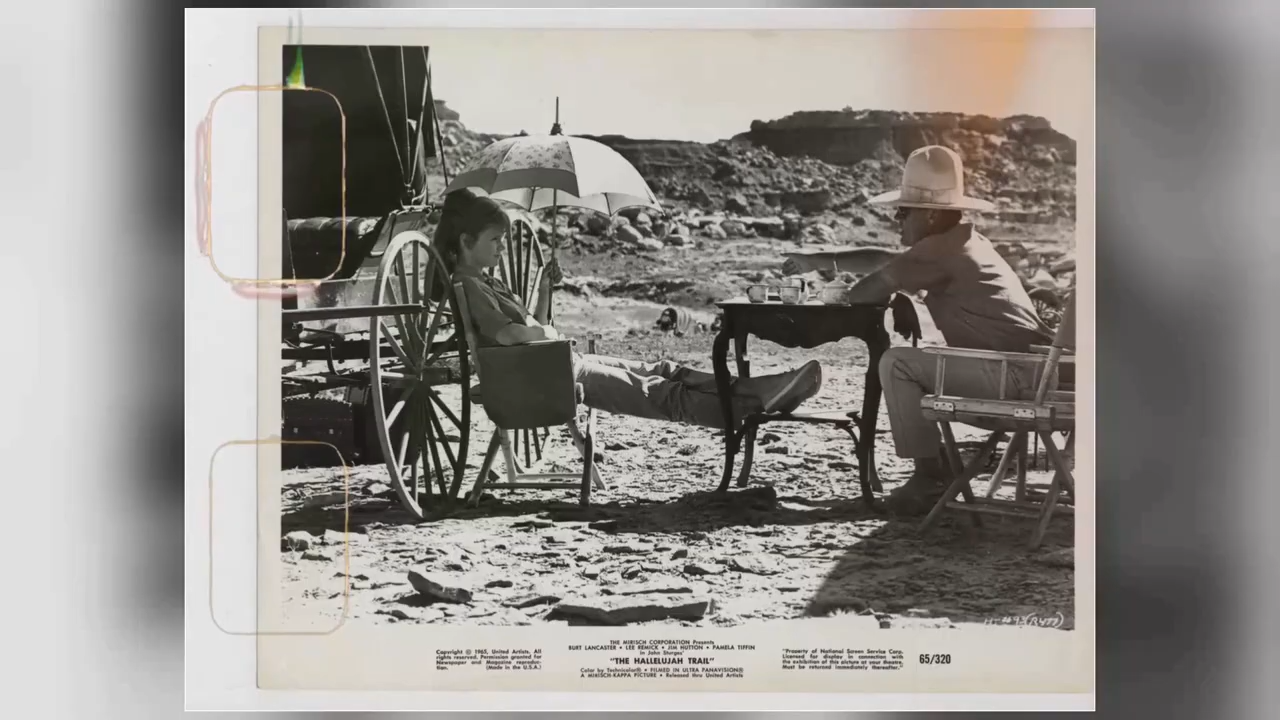 H-#98(R477)
THE MIRISCH CORPORATION Presents
BURT LANCASTER • LEE REMICK • JIM HUTTON • PAMELA TIFFIN
in John Sturges'
"THE HALLELUJAH TRAIL"
Color by Technicolor® • FILMED IN ULTRA PANAVISION®
A MIRISCH-KAPPA PICTURE • Released thru United Artists
Copyright © 1965, United Artists. All
rights reserved. Permission granted for
Newspaper and Magazine reproduc-
tion. (Made in the U.S.A.)
"Property of National Screen Service Corp.
Licensed for display in connection with
the exhibition of this picture at your theatre.
Must be returned immediately thereafter."
65/320